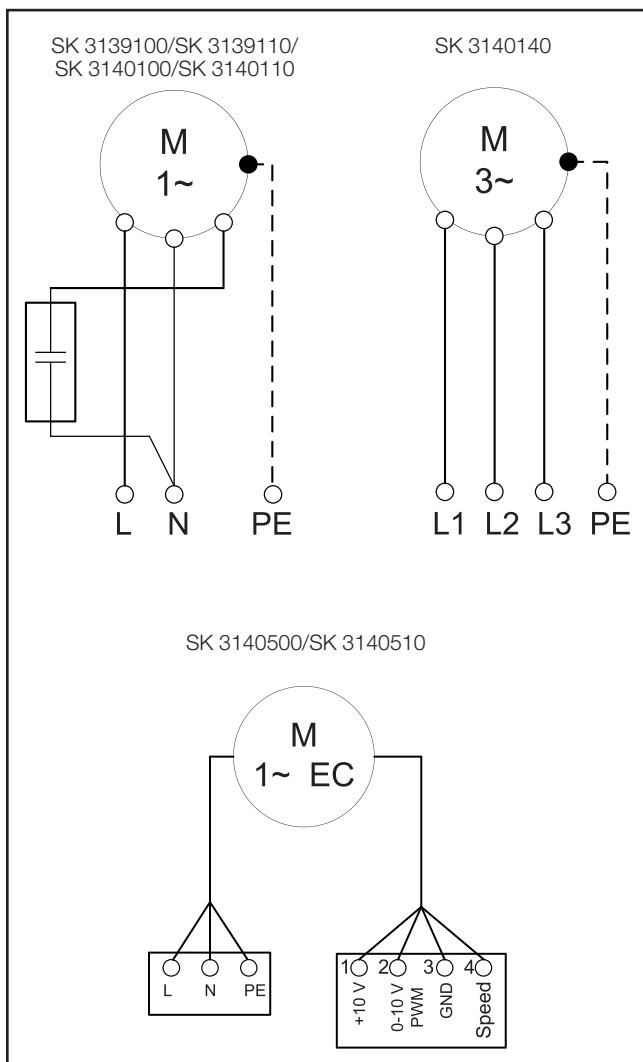 SK 3139100/SK 3139110/
SK 3140100/SK 3140110
M
1~
L N PE
SK 3140140
M
3~
L1 L2 L3 PE
SK 3140500/SK 3140510
M
1~ EC
L N PE
1 2 3 4
+10 V
0-10 V
PWM
GND
Speed